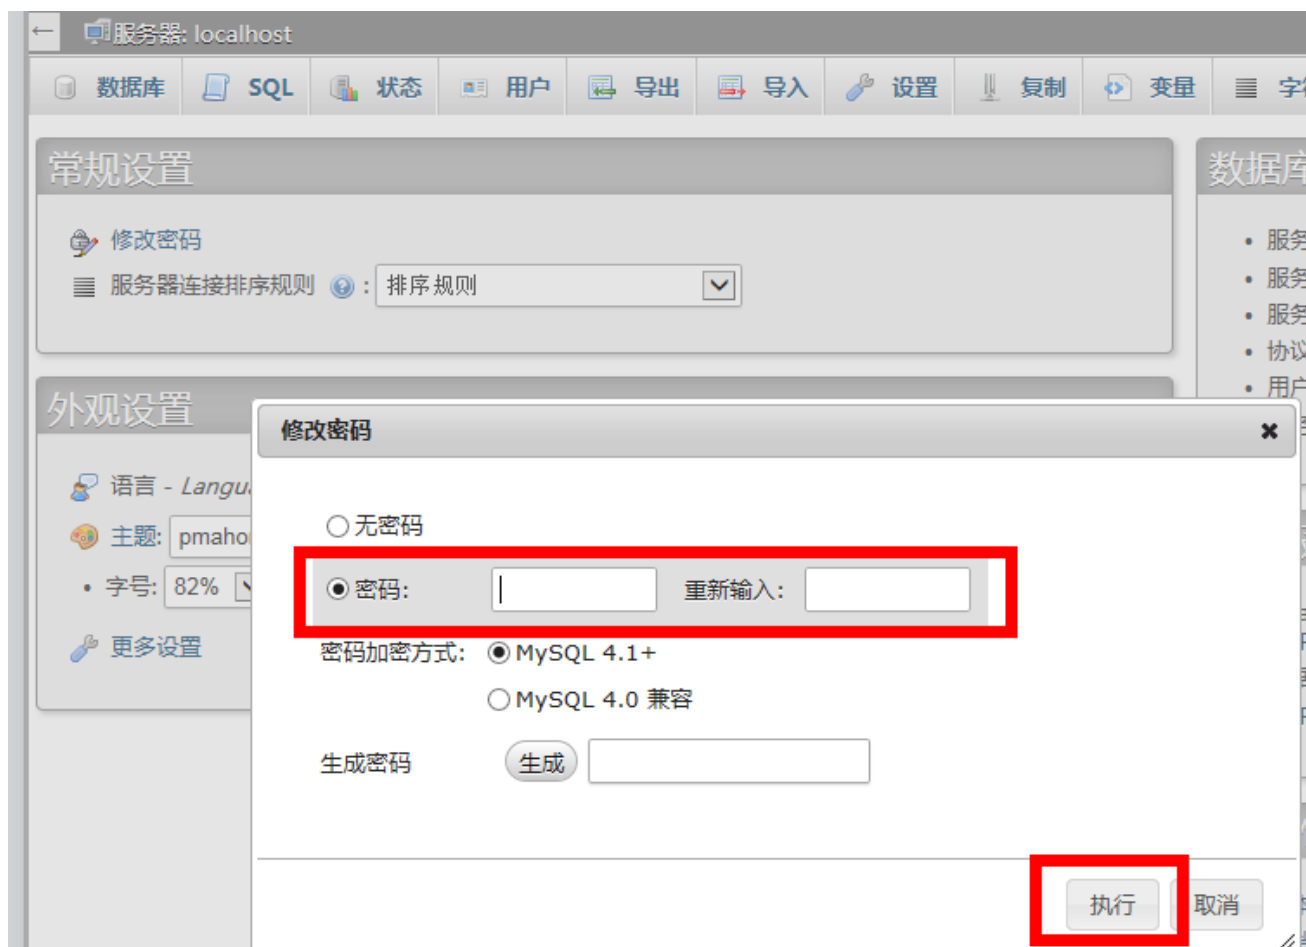 服务器: localhost
数据库 SQL 状态 用户 导出 导入 设置 复制 变量
常规设置
修改密码
服务器连接排序规则 : 排序规则
外观设置
语言 -
主题:
字号: 82%
更多设置
数据库
服务
服务
服务
协议
用户
修改密码
无密码
密码: 重新输入:
密码加密方式: MySQL 4.1+
MySQL 4.0 兼容
生成密码 生成
执行 取消